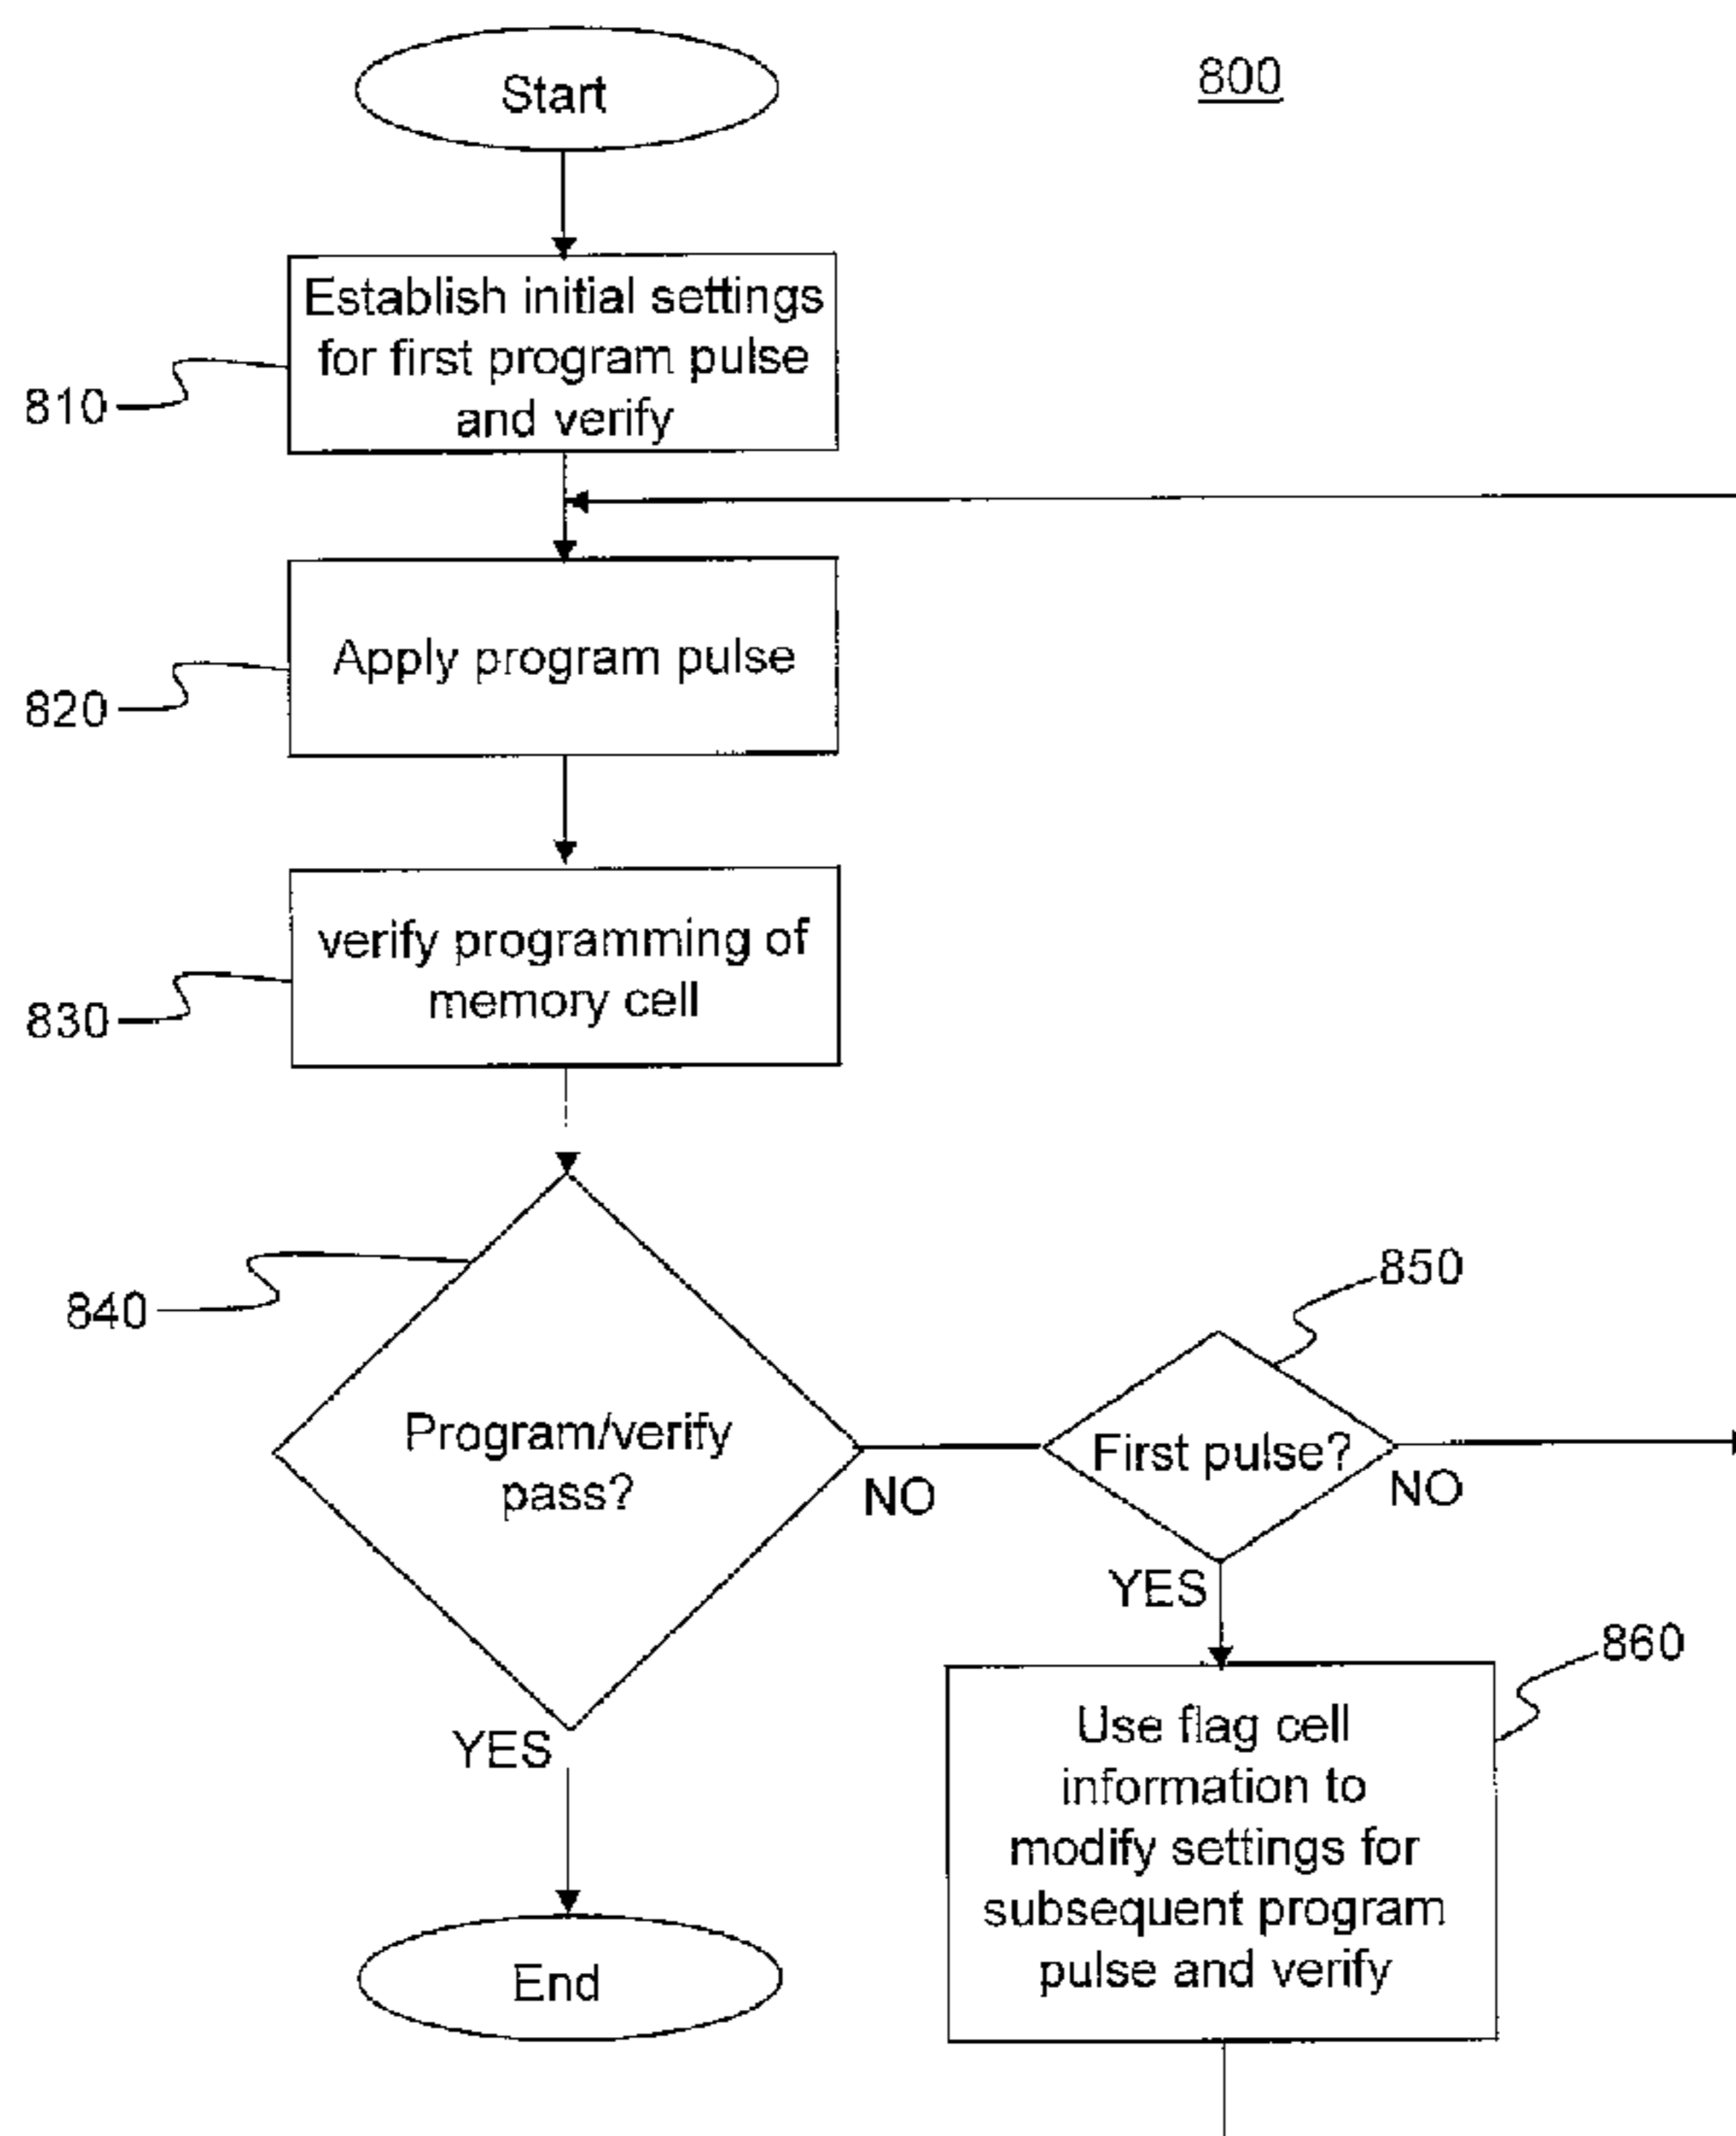 Start
800
Establish initial settings
for first program pulse
and verify
810
Apply program pulse
820
verify programming of
memory cell
830
840
850
Program/verify
pass?
NO
First pulse?
NO
YES
860
YES
Use flag cell
information to
modify settings for
subsequent program
pulse and verify
End